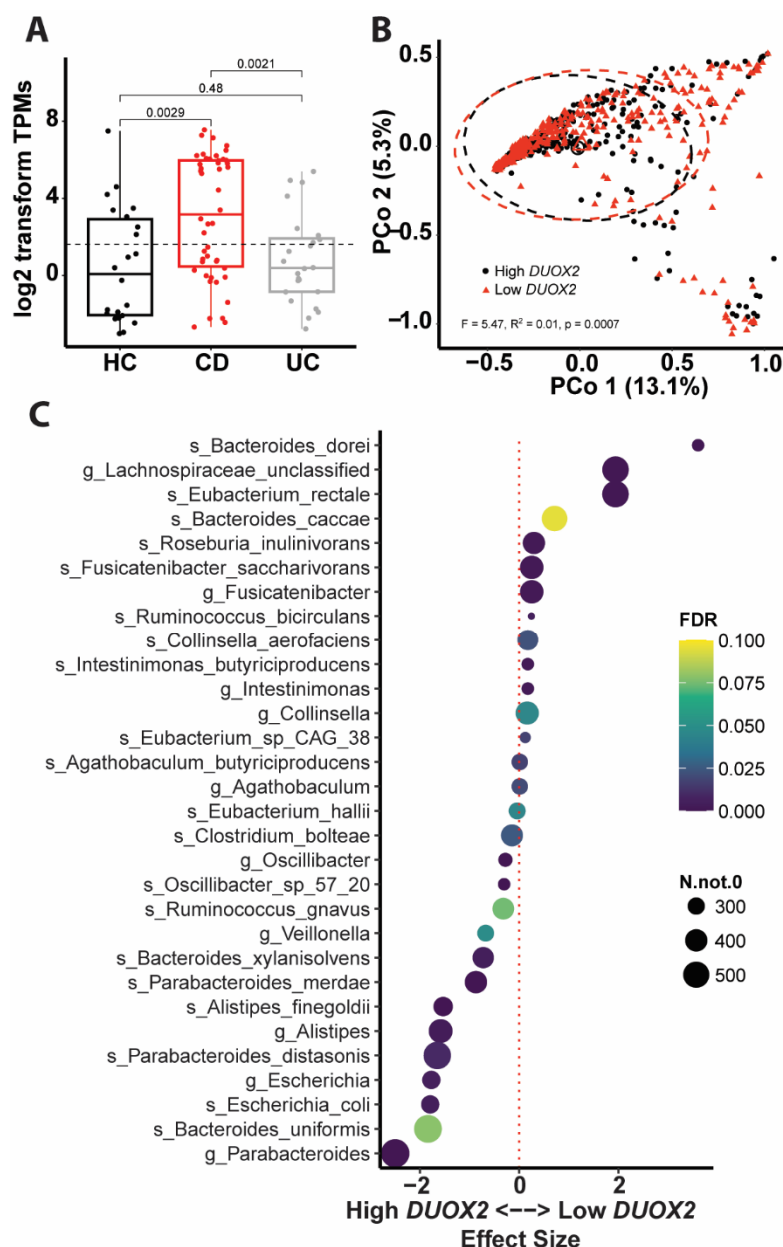 A
log2 transform TPMs
8
4
0
0.0021
0.48
0.0029
HC CD UC
B
PCo 2 (5.3%)
0.5
0.0
−0.5
−1.0
High DUOX2
Low DUOX2
F = 5.47, R² = 0.01, p = 0.0007
−0.5 0.0 0.5 1.0
PCo 1 (13.1%)
C
s_Bacteroides_dorei
g_Lachnospiraceae_unclassified
s_Eubacterium_rectale
s_Bacteroides_caccae
s_Roseburia_inulinivorans
s_Fusicatenibacter_saccharivorans
g_Fusicatenibacter
s_Ruminococcus_bicirculans
s_Collinsella_aerofaciens
s_Intestinimonas_butyriciproducens
g_Intestinimonas
g_Collinsella
s_Eubacterium_sp_CAG_38
s_Agathobaculum_butyriciproducens
g_Agathobaculum
s_Eubacterium_hallii
s_Clostridium_bolteae
g_Oscillibacter
s_Oscillibacter_sp_57_20
s_Ruminococcus_gnavus
g_Veillonella
s_Bacteroides_xylanisolvens
s_Parabacteroides_merdae
s_Alistipes_finegoldii
g_Alistipes
s_Parabacteroides_distasonis
g_Escherichia
s_Escherichia_coli
s_Bacteroides_uniformis
g_Parabacteroides
−2 0 2
High DUOX2 <−−> Low DUOX2
Effect Size
FDR
0.100
0.075
0.050
0.025
0.000
N.not.0
300
400
500